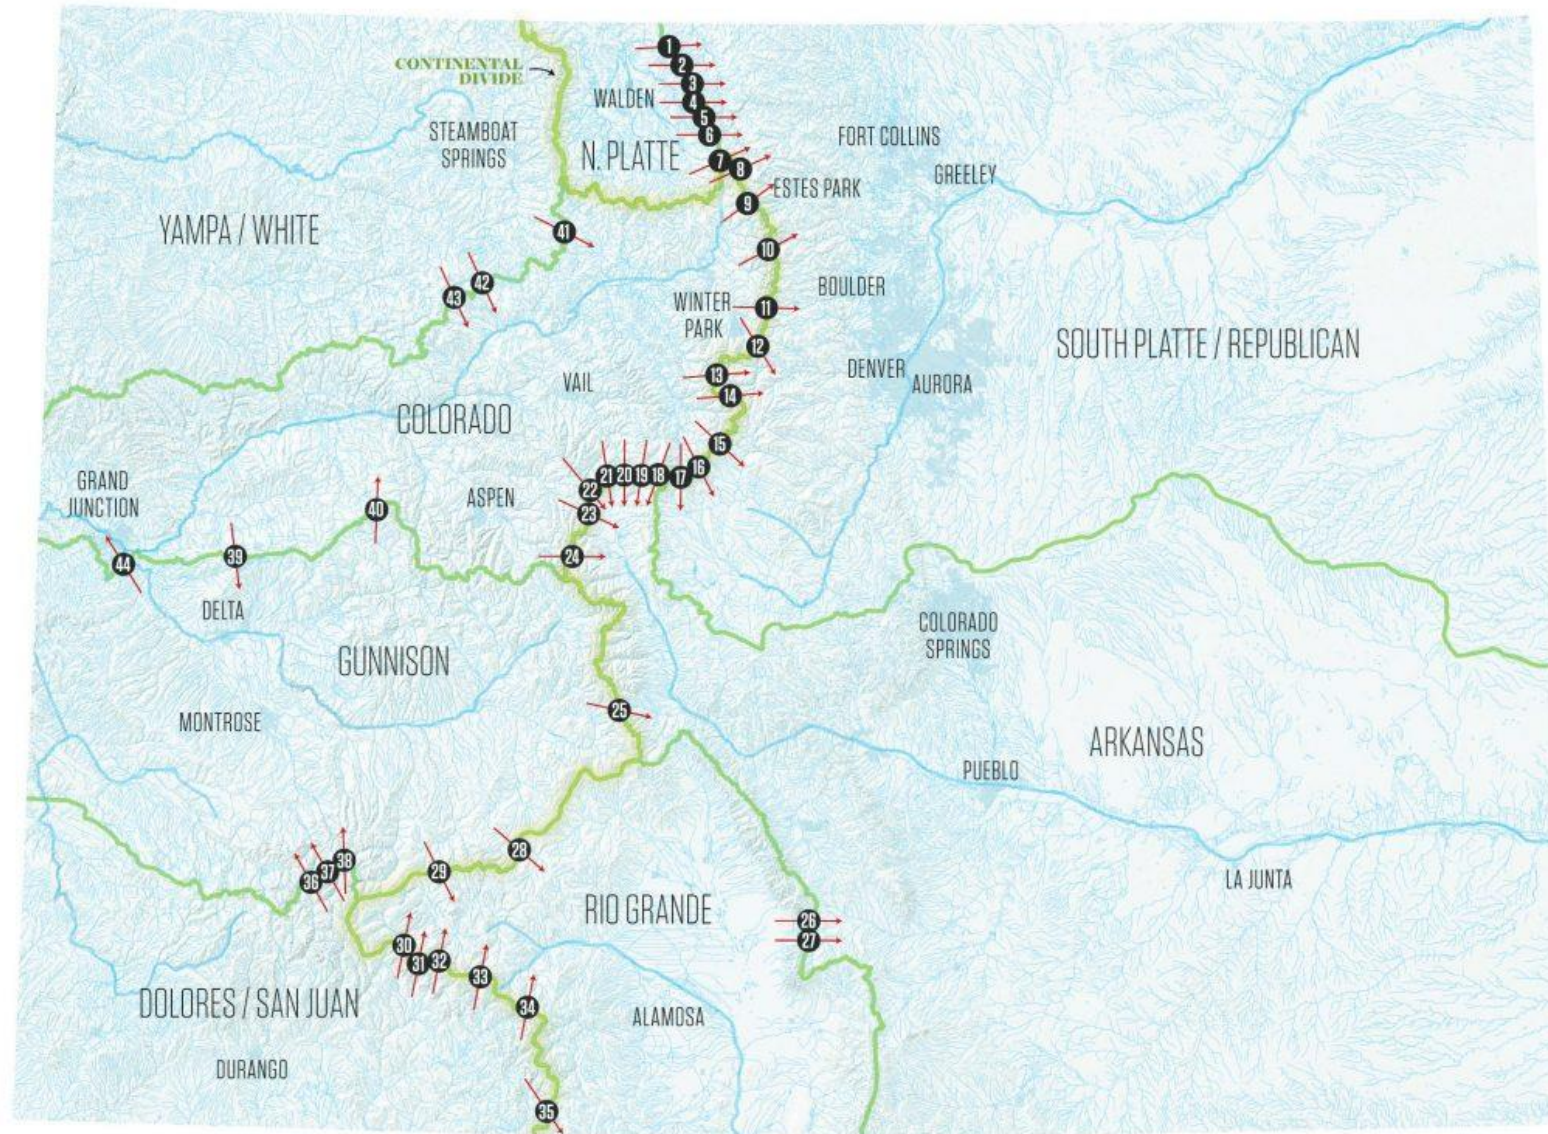 1
CONTINENTAL
DIVIDE
2
3
WALDEN
4
5
STEAMBOAT
SPRINGS
6
FORT COLLINS
N. PLATTE
7
8
GREELEY
ESTES PARK
9
YAMPA / WHITE
41
10
42
43
BOULDER
WINTER
PARK
11
12
SOUTH PLATTE / REPUBLICAN
DENVER
AURORA
VAIL
13
14
COLORADO
15
GRAND
JUNCTION
ASPEN
22
21
20
19
18
17
16
40
23
44
39
24
DELTA
COLORADO
SPRINGS
GUNNISON
25
MONTROSE
ARKANSAS
PUEBLO
28
36
37
38
29
LA JUNTA
RIO GRANDE
26
27
30
31
32
33
34
DOLORES / SAN JUAN
ALAMOSA
DURANGO
35